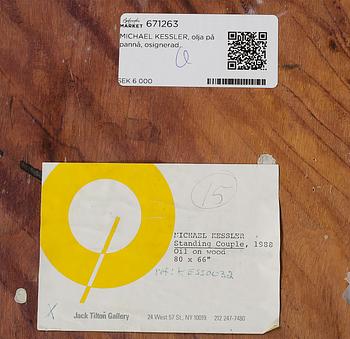 MARKET 671263
MICHAEL KESSLER, olja på
pannå, osignerad.
SEK 6 000
15
MICHAEL KESSLER
Standing Couple, 1988
Oil on wood
80 x 66"
X
Jack Tilton Gallery 24 West 57 St., NY 10019 212 247-7480